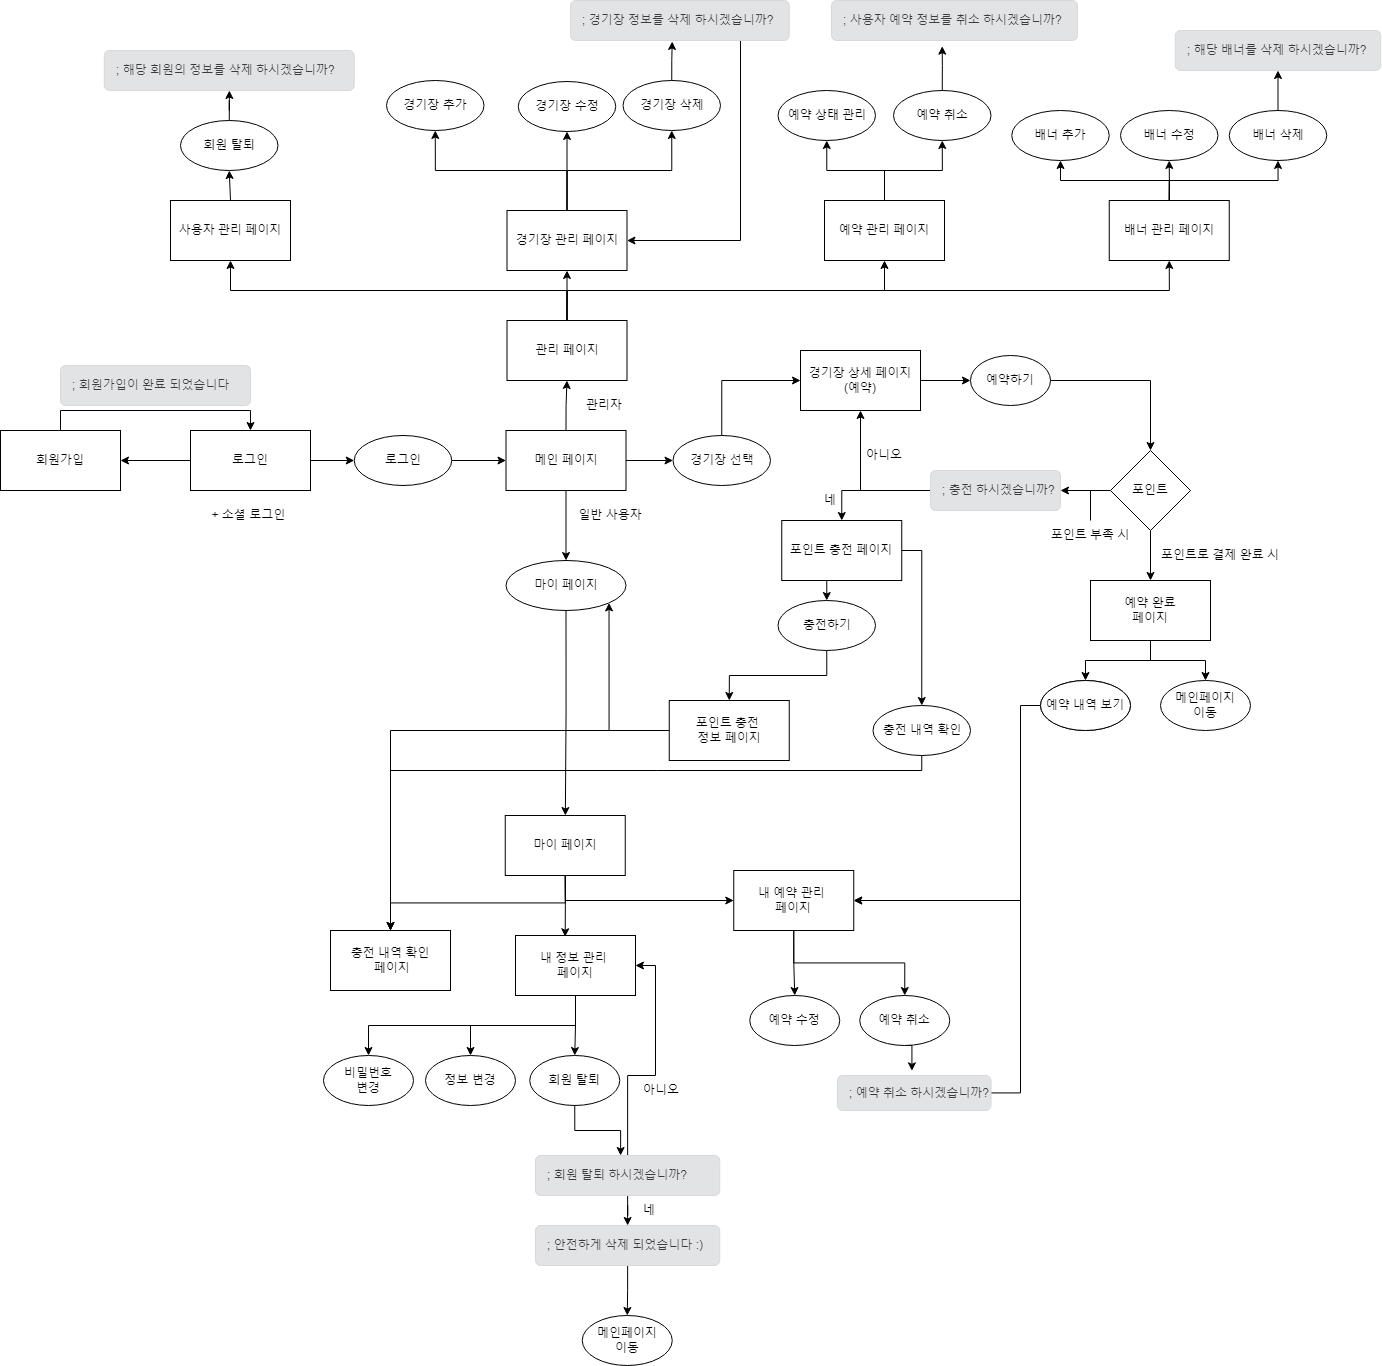 ; 경기장 정보를 삭제 하시겠습니까?
; 사용자 예약 정보를 취소 하시겠습니까?
; 해당 배너를 삭제 하시겠습니까?
; 해당 회원의 정보를 삭제 하시겠습니까?
경기장 추가
경기장 수정
경기장 삭제
예약 상태 관리
예약 취소
배너 추가
배너 수정
배너 삭제
회원 탈퇴
사용자 관리 페이지
경기장 관리 페이지
예약 관리 페이지
배너 관리 페이지
관리 페이지
; 회원가입이 완료 되었습니다
관리자
경기장 상세 페이지
(예약)
예약하기
회원가입
로그인
로그인
메인 페이지
경기장 선택
아니오
; 충전 하시겠습니까?
포인트
+ 소셜 로그인
일반 사용자
네
포인트 부족 시
포인트 충전 페이지
포인트로 결제 완료 시
마이 페이지
충전하기
예약 완료
페이지
포인트 충전
정보 페이지
충전 내역 확인
예약 내역 보기
메인페이지
이동
마이 페이지
내 예약 관리
페이지
충전 내역 확인
페이지
내 정보 관리
페이지
예약 수정
예약 취소
비밀번호
변경
정보 변경
회원 탈퇴
아니오
; 예약 취소 하시겠습니까?
; 회원 탈퇴 하시겠습니까?
네
; 안전하게 삭제 되었습니다 :)
메인페이지
이동